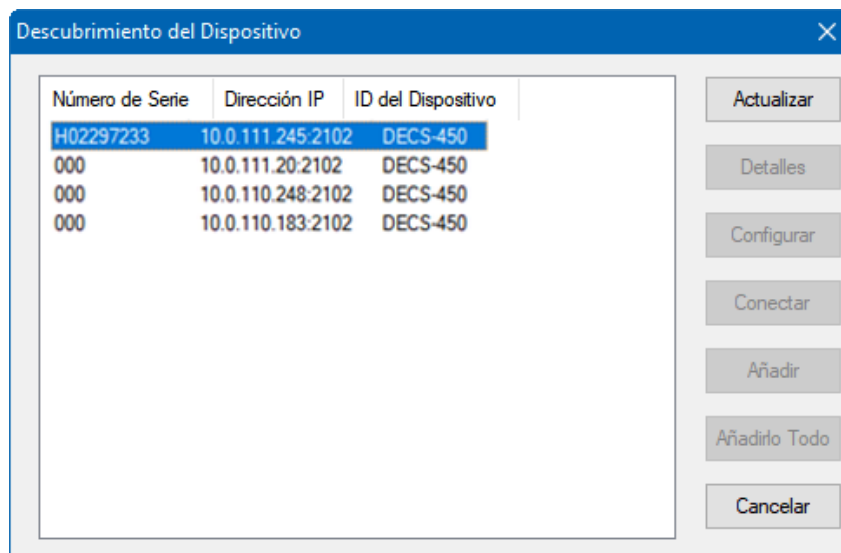 Descubrimiento del Dispositivo
Número de Serie Dirección IP ID del Dispositivo
H02297233 10.0.111.245:2102 DECS-450
000 10.0.111.20:2102 DECS-450
000 10.0.110.248:2102 DECS-450
000 10.0.110.183:2102 DECS-450
Actualizar
Detalles
Configurar
Conectar
Añadir
Añadirlo Todo
Cancelar